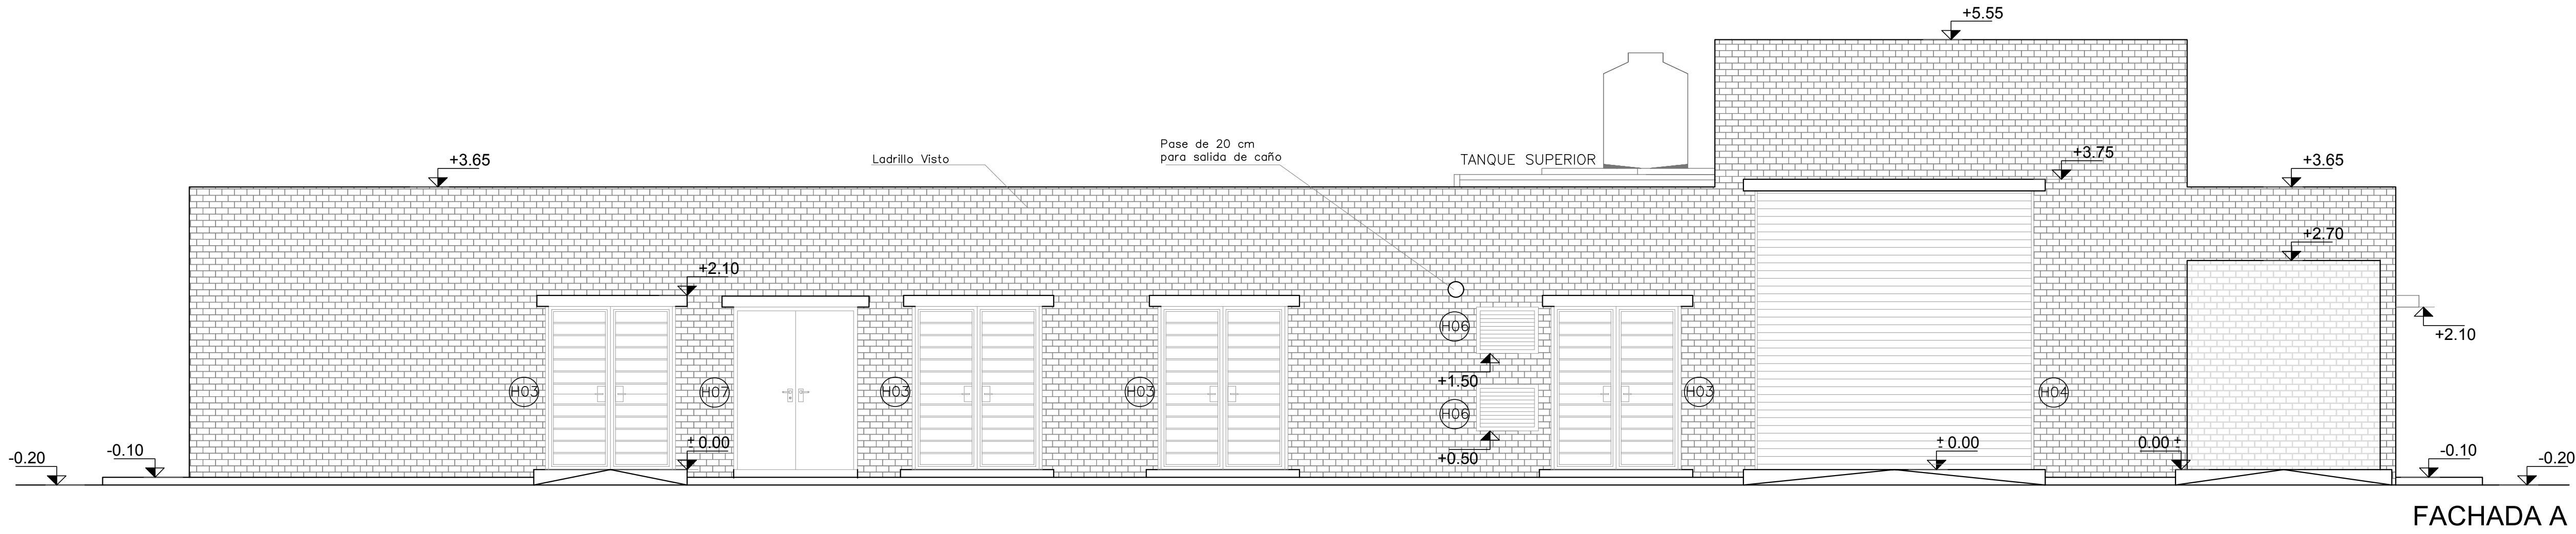 +5.55
+3.65
Ladrillo Visto
Pase de 20 cm
para salida de caño
TANQUE SUPERIOR
+3.75
+3.65
+2.70
+2.10
+2.10
H06
+1.50
H03
H07
H03
H03
H06
H03
H04
+0.50
± 0.00
± 0.00
0.00 ±
-0.20
-0.10
-0.10
-0.20
FACHADA A